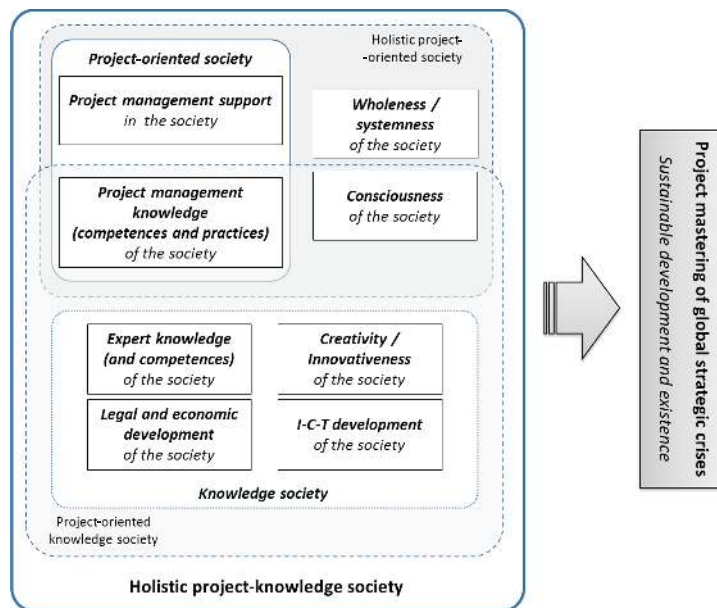 Holistic project-
-oriented society
Project-oriented society
Project management support
in the society
Wholeness /
systemness
of the society
Project management
knowledge
(competences and practices)
of the society
Consciousness
of the society
Expert knowledge
(and competences)
of the society
Creativity /
Innovativeness
of the society
Legal and economic
development
of the society
I-C-T development
of the society
Knowledge society
Project-oriented
knowledge society
Holistic project-knowledge society
Project mastering of global strategic crises
Sustainable development and existence